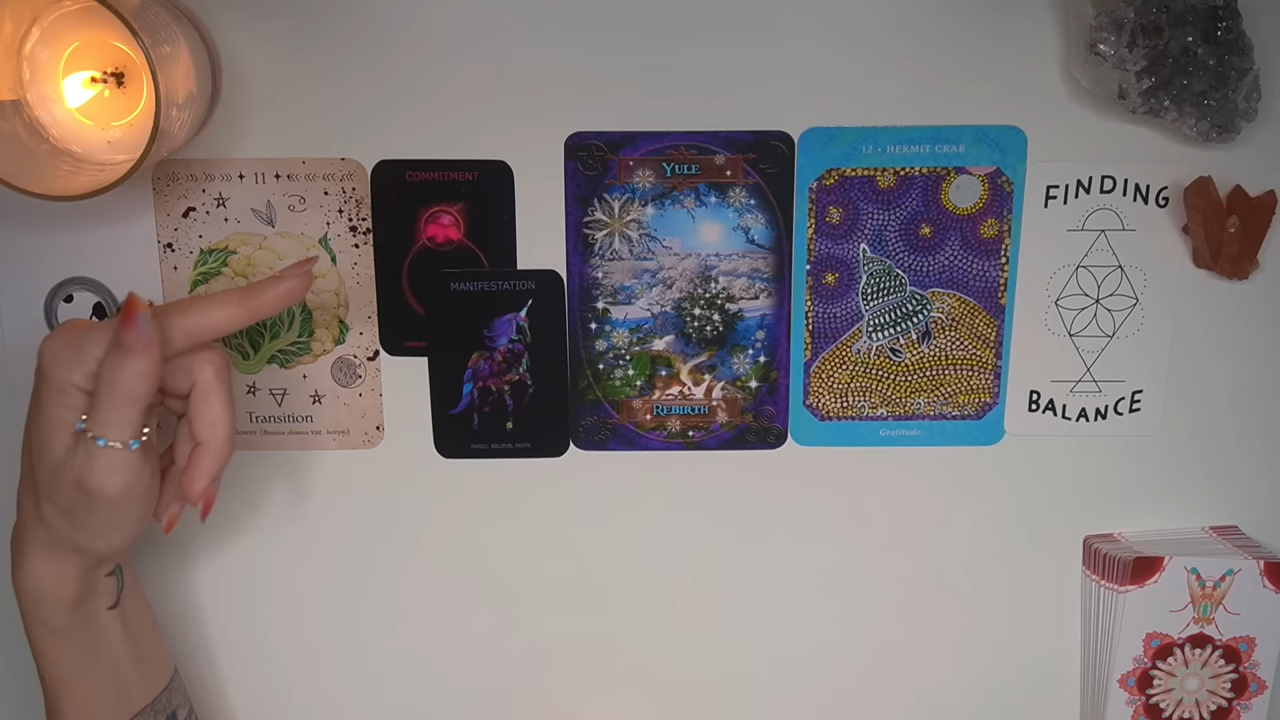 11
Transition
COMMITMENT
MANIFESTATION
MAGIC, BELIEVE, FAITH
YULE
REBIRTH
12 • HERMIT CRAB
Gratitude
FINDING
BALANCE